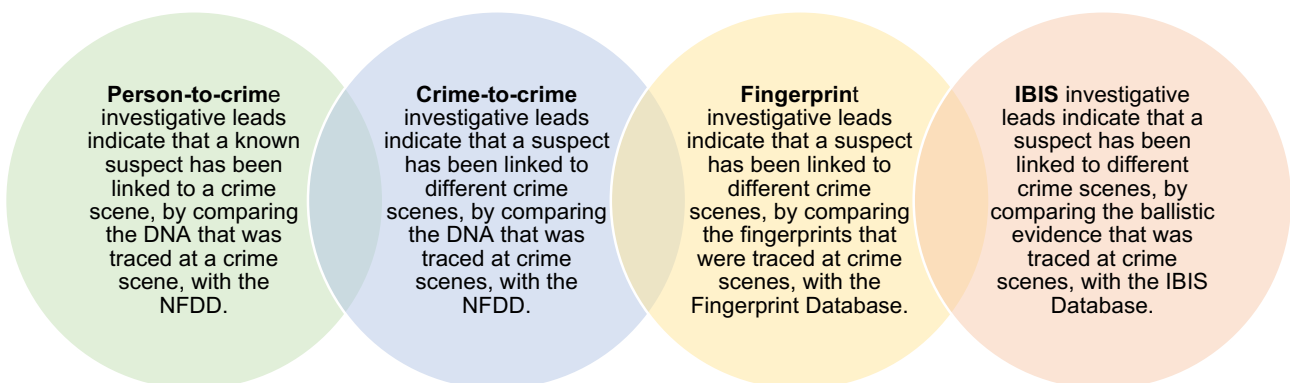 Person-to-crime
investigative leads
indicate that a known
suspect has been
linked to a crime
scene, by comparing
the DNA that was
traced at a crime
scene, with the
NFDD.
Crime-to-crime
investigative leads
indicate that a suspect
has been linked to
different crime
scenes, by comparing
the DNA that was
traced at crime
scenes, with the
NFDD.
Fingerprint
investigative leads
indicate that a suspect
has been linked to
different crime
scenes, by comparing
the fingerprints that
were traced at crime
scenes, with the
Fingerprint Database.
IBIS investigative
leads indicate that a
suspect has been
linked to different
crime scenes, by
comparing the ballistic
evidence that was
traced at crime
scenes, with the IBIS
Database.